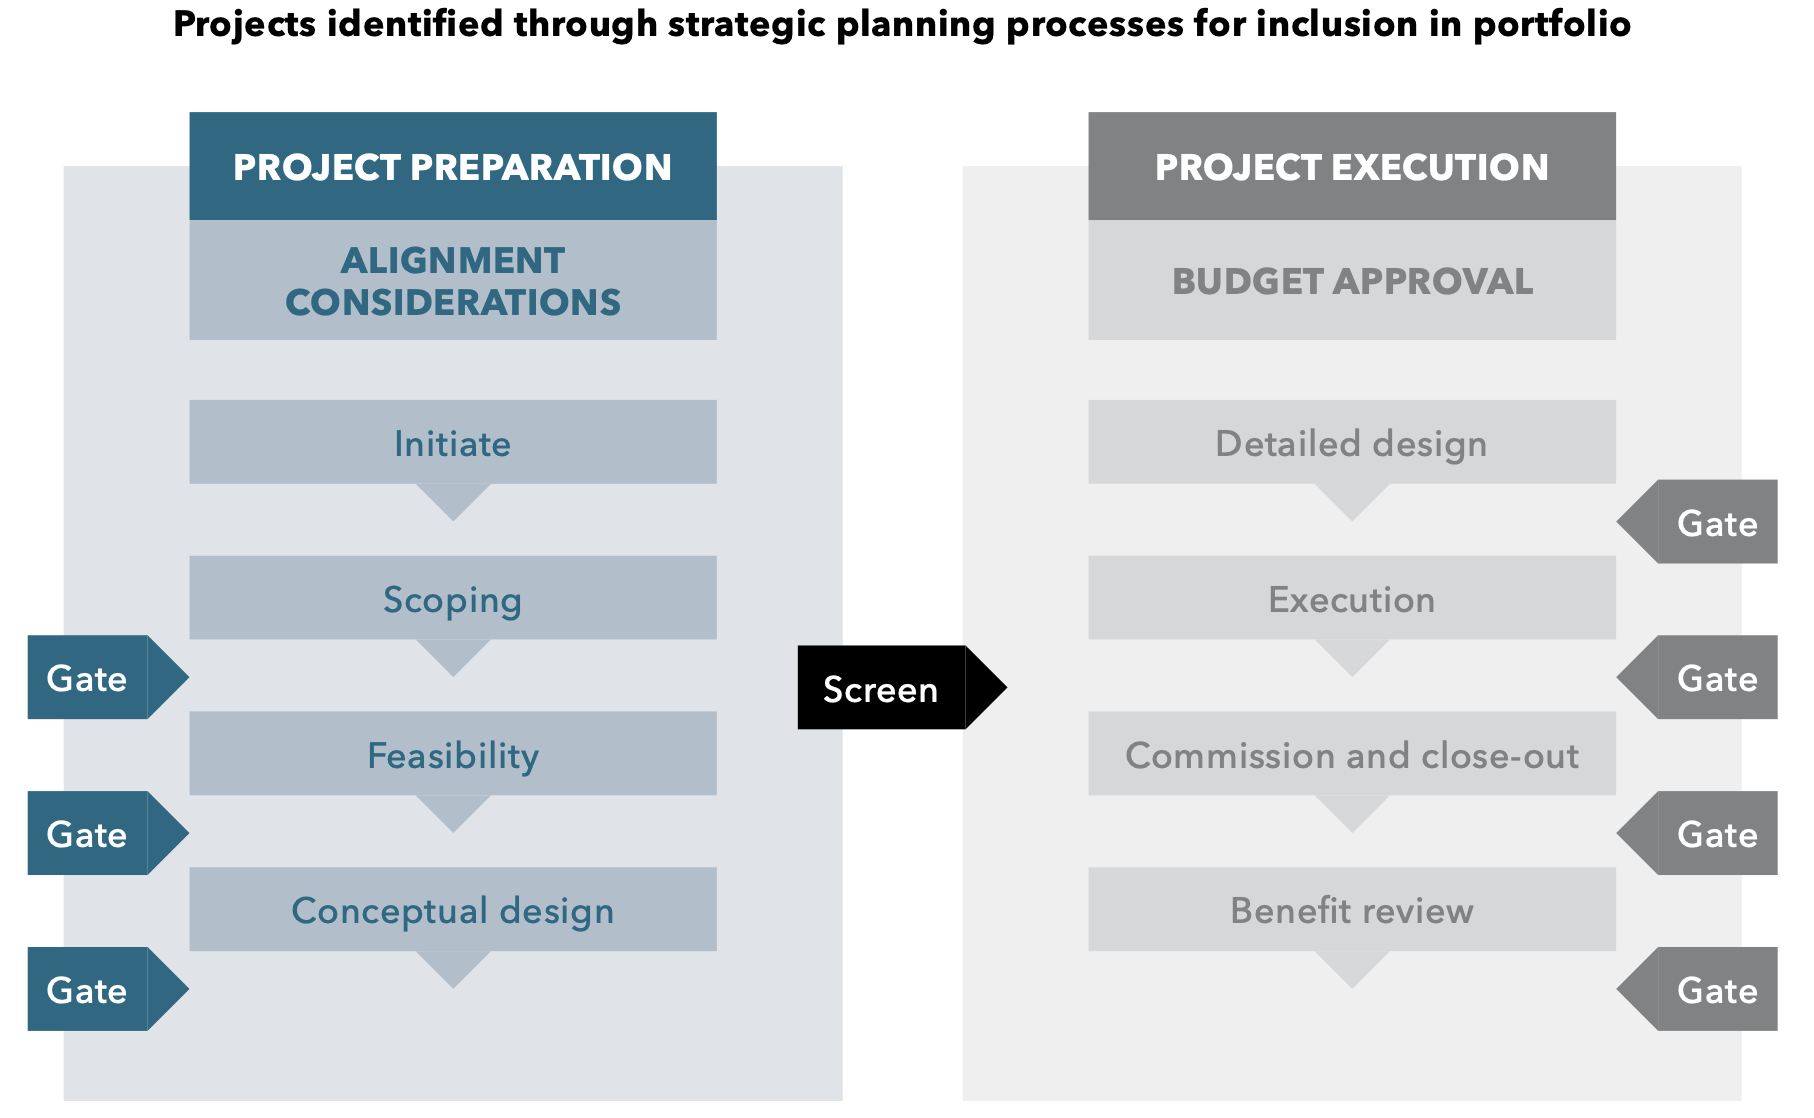 Projects identified through strategic planning processes for inclusion in portfolio
PROJECT PREPARATION
ALIGNMENT
CONSIDERATIONS
Initiate
Scoping
Gate
Feasibility
Gate
Conceptual design
Gate
Screen
PROJECT EXECUTION
BUDGET APPROVAL
Detailed design
Gate
Execution
Gate
Commission and close-out
Gate
Benefit review
Gate